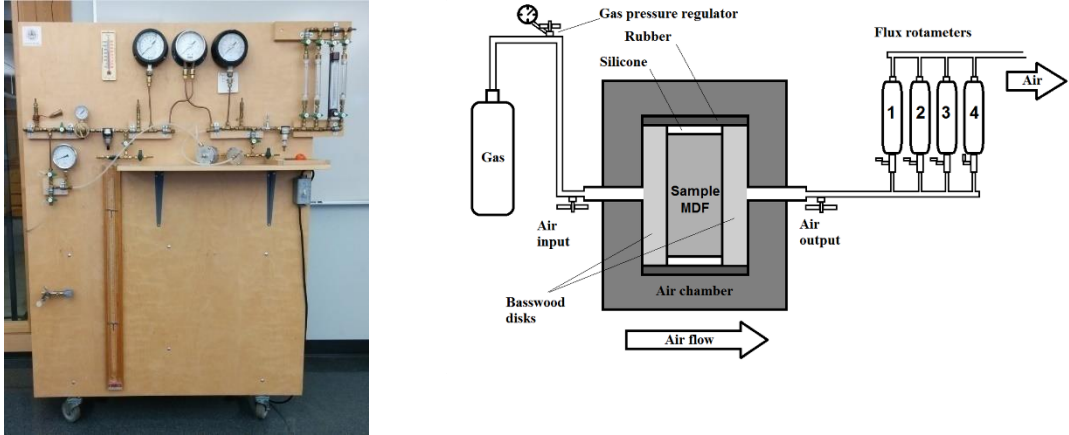 Gas pressure regulator
Rubber
Silicone
Flux rotameters
Air
1
2
3
4
Gas
Sample
MDF
Air
input
Air
output
Basswood
disks
Air chamber
Air flow